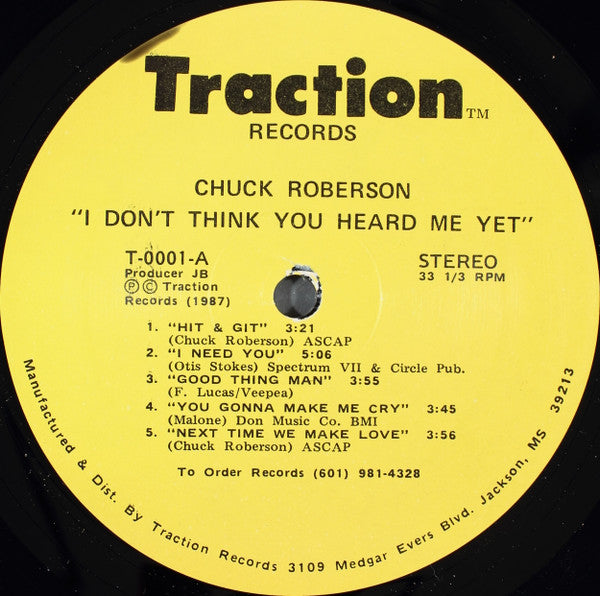 Traction™
RECORDS
CHUCK ROBERSON
"I DON'T THINK YOU HEARD ME YET"
T-0001-A
Producer JB
Ⓟ Ⓒ Traction
Records (1987)
STEREO
33 1/3 RPM
1. "HIT & GIT" 3:21
(Chuck Roberson) ASCAP
2. "I NEED YOU" 5:06
(Otis Stokes) Spectrum VII & Circle Pub.
3. "GOOD THING MAN" 3:55
(F. Lucas/Veepea)
4. "YOU GONNA MAKE ME CRY" 3:45
(Malone) Don Music Co. BMI
5. "NEXT TIME WE MAKE LOVE" 3:56
(Chuck Roberson) ASCAP
To Order Records (601) 981-4328
Manufactured & Dist. By Traction Records 3109 Medgar Evers Blvd. Jackson, MS 39213